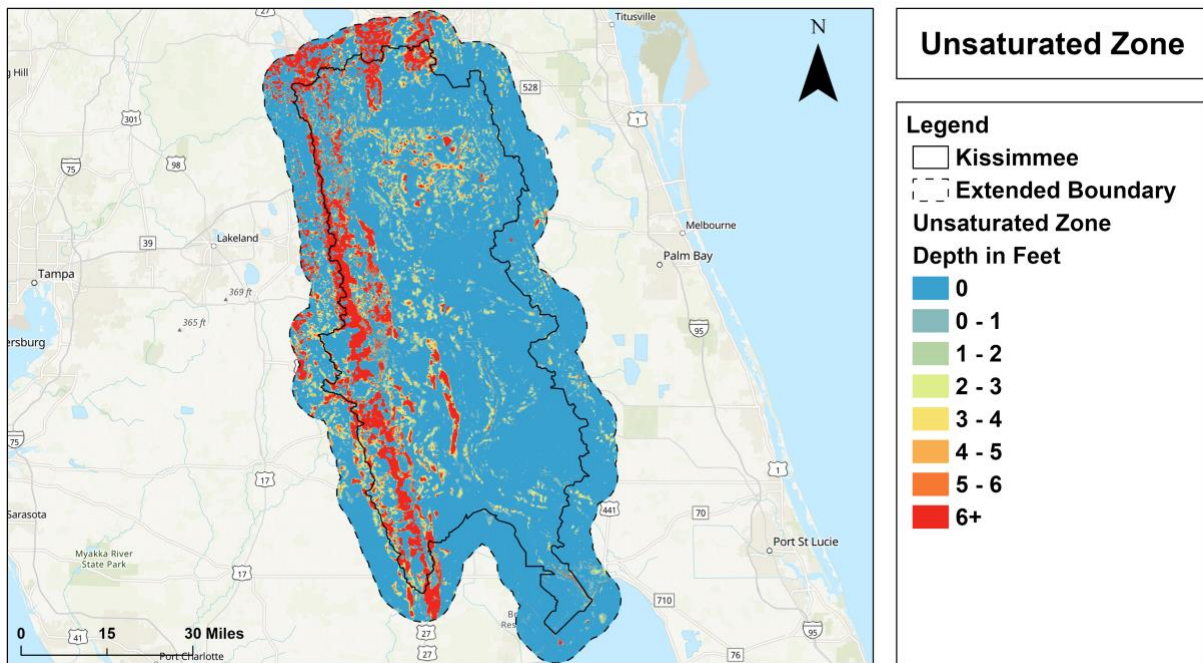 27
Titusville
Hill
N
528
301
1
75
98
Melbourne
39
Lakeland
Palm Bay
Tampa
369 ft
365 ft
95
ersburg
75
17
1
441
70
Sarasota
Port St Lucie
Myakka River
State Park
17
710
0 15 30 Miles
41
27
95
Port Charlotte
27
76
Unsaturated Zone
Legend
Kissimmee
Extended Boundary
Unsaturated Zone
Depth in Feet
0
0 - 1
1 - 2
2 - 3
3 - 4
4 - 5
5 - 6
6+